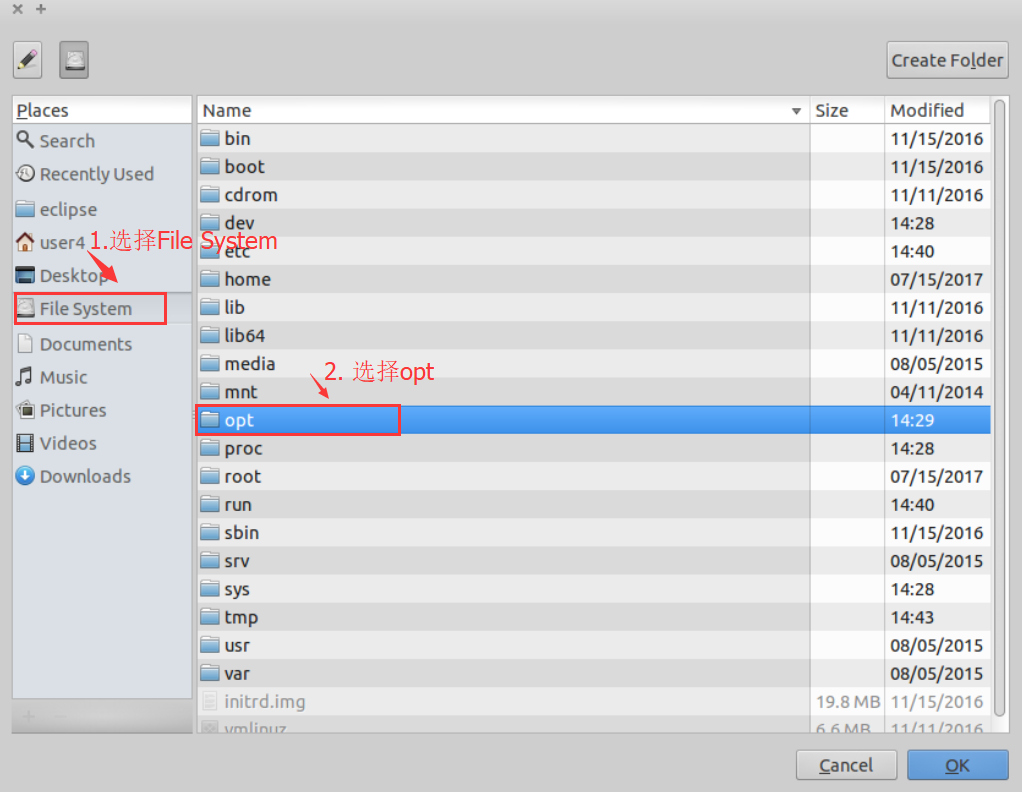 Create Folder
Places
Name Size Modified
Search
Recently Used
eclipse
user4
Desktop
File System
Documents
Music
Pictures
Videos
Downloads
1.选择File System
2. 选择opt
bin 11/15/2016
boot 11/15/2016
cdrom 11/11/2016
dev 14:28
etc 14:40
home 07/15/2017
lib 11/11/2016
lib64 11/11/2016
media 08/05/2015
mnt 04/11/2014
opt 14:29
proc 14:28
root 07/15/2017
run 14:40
sbin 11/15/2016
srv 08/05/2015
sys 14:28
tmp 14:43
usr 08/05/2015
var 08/05/2015
initrd.img 19.8 MB 11/15/2016
vmlinuz 6.6 MB 11/11/2016
Cancel OK